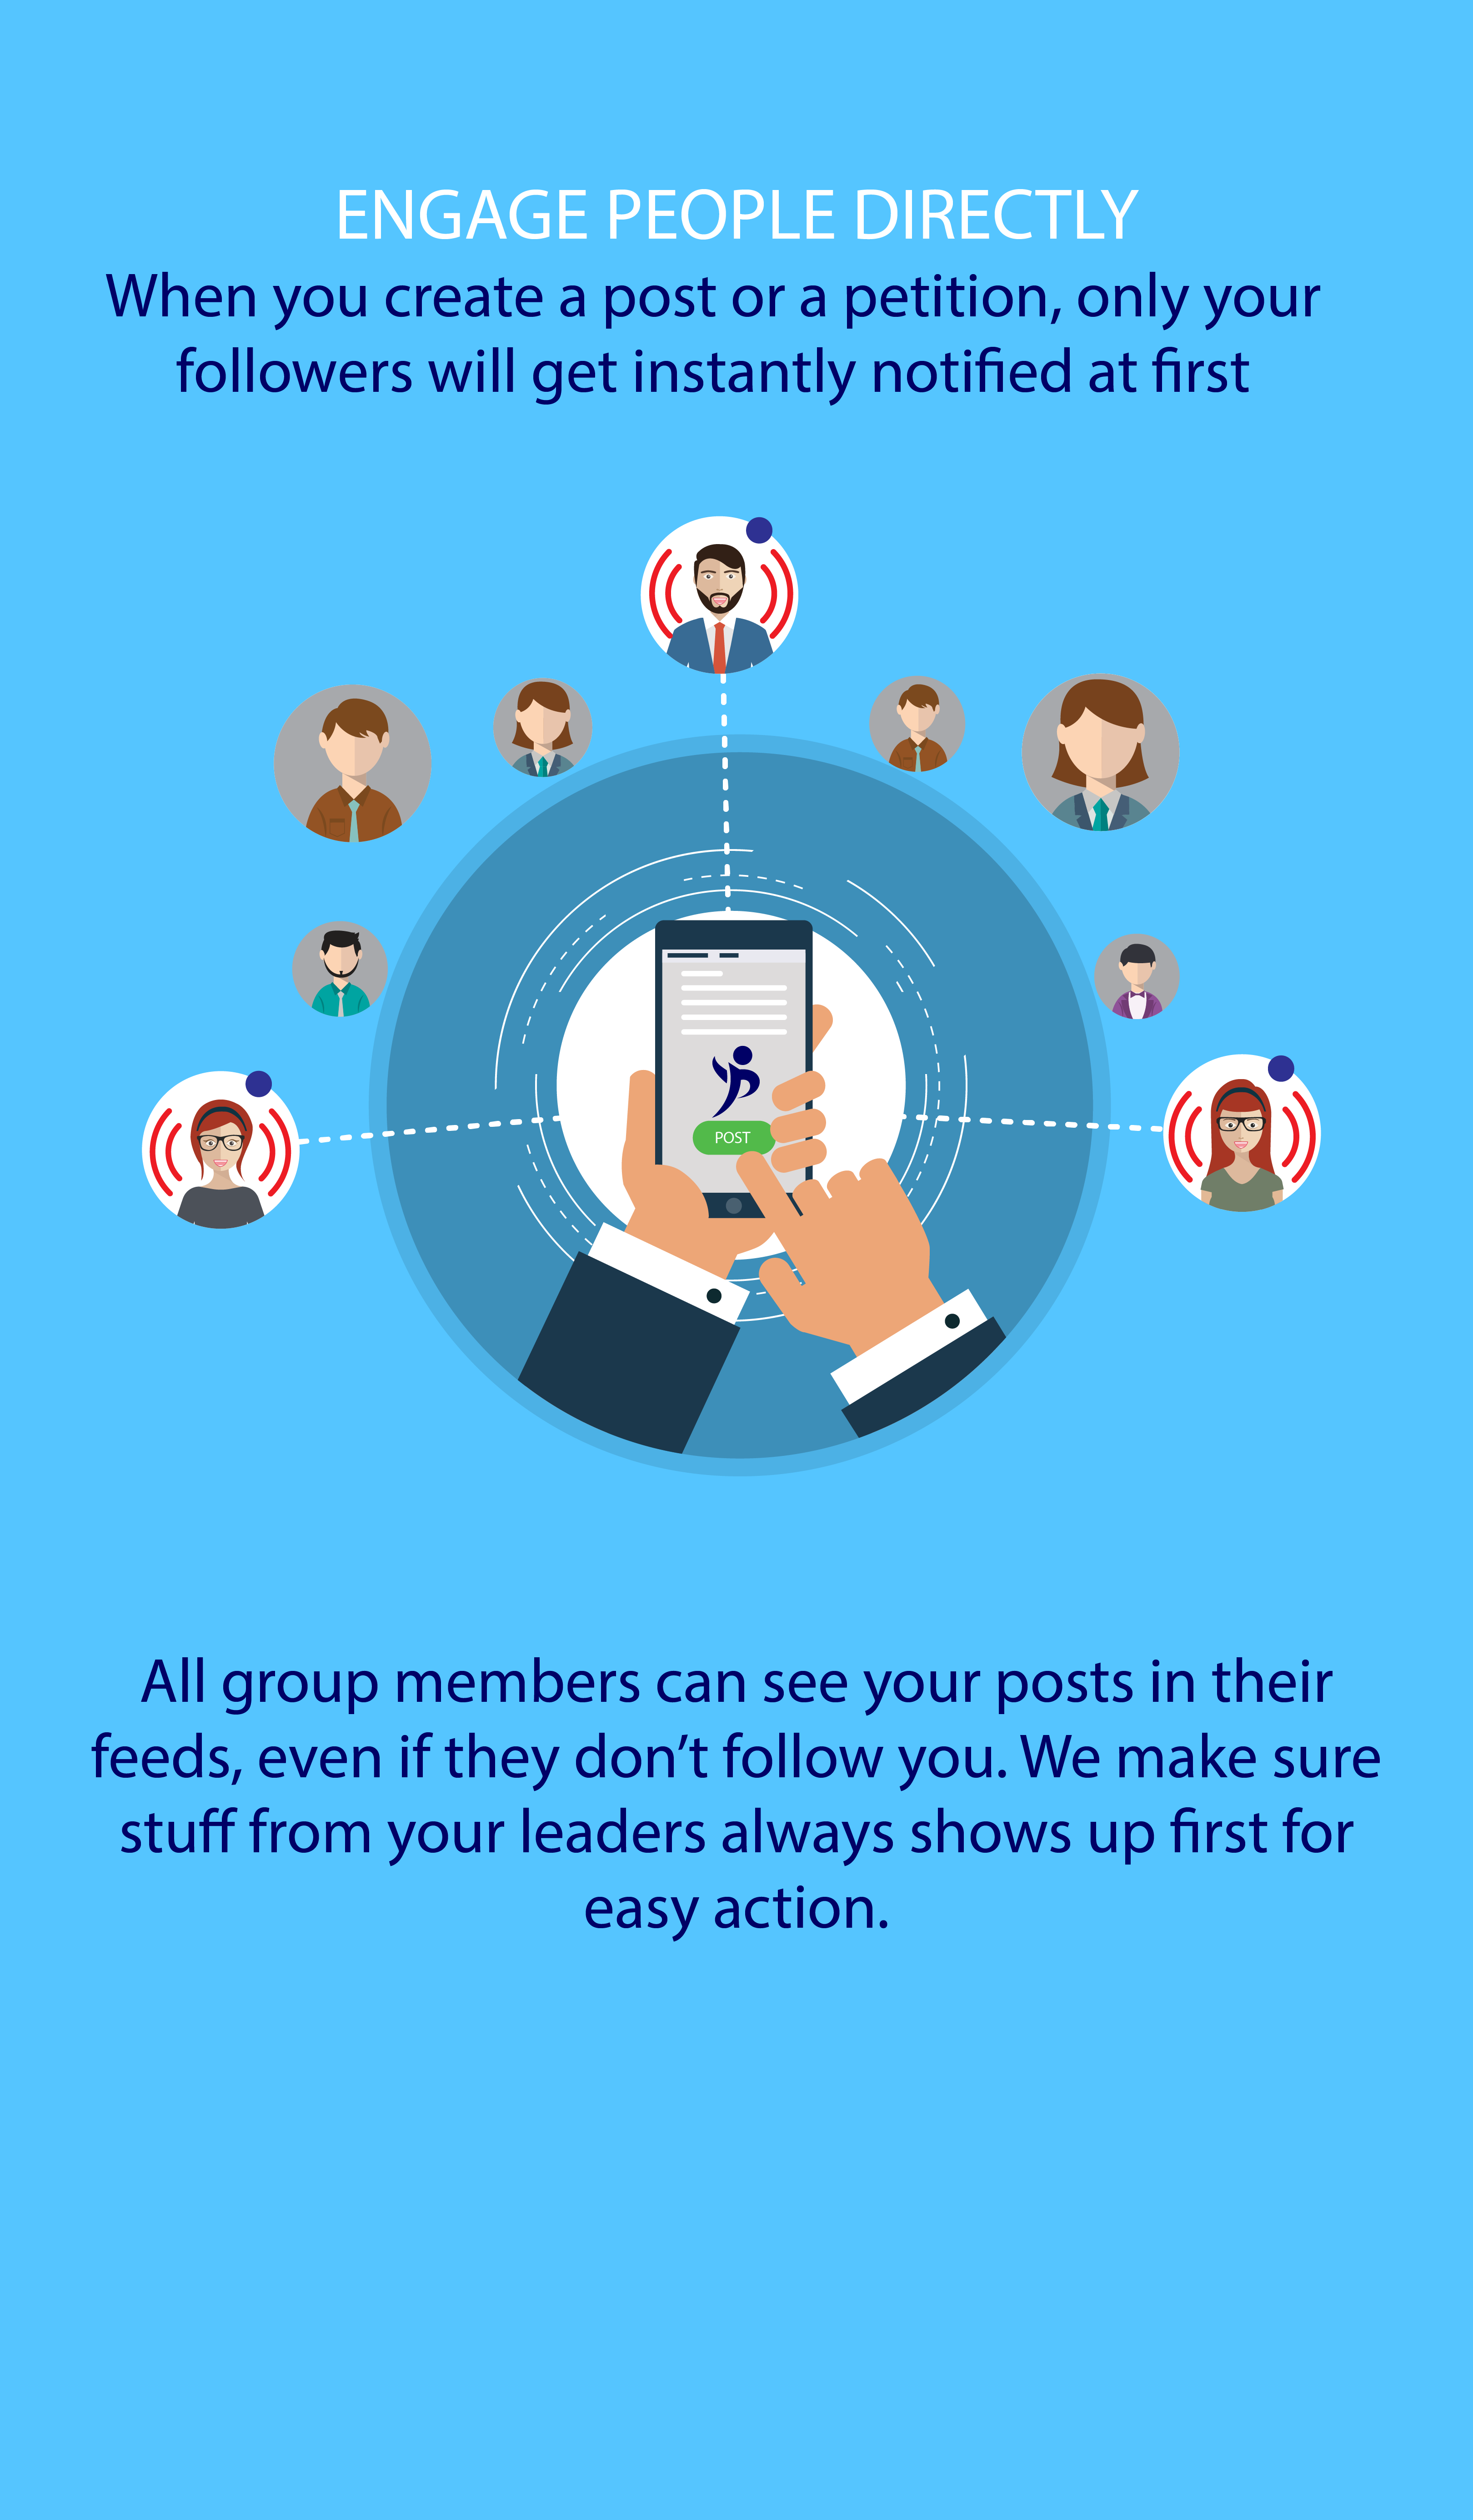 ENGAGE PEOPLE DIRECTLY
When you create a post or a petition, only your
followers will get instantly notified at first
POST
All group members can see your posts in their
feeds, even if they don’t follow you. We make sure
stuff from your leaders always shows up first for
easy action.